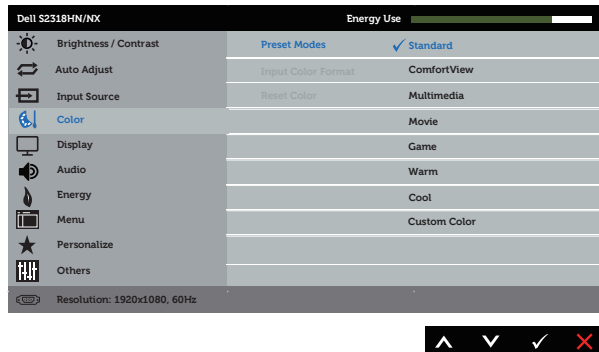 Dell S2318HN/NX Energy Use
Brightness / Contrast Preset Modes Standard
Auto Adjust Input Color Format ComfortView
Input Source Reset Color Multimedia
Color Movie
Display Game
Audio Warm
Energy Cool
Menu Custom Color
Personalize
Others
Resolution: 1920x1080, 60Hz